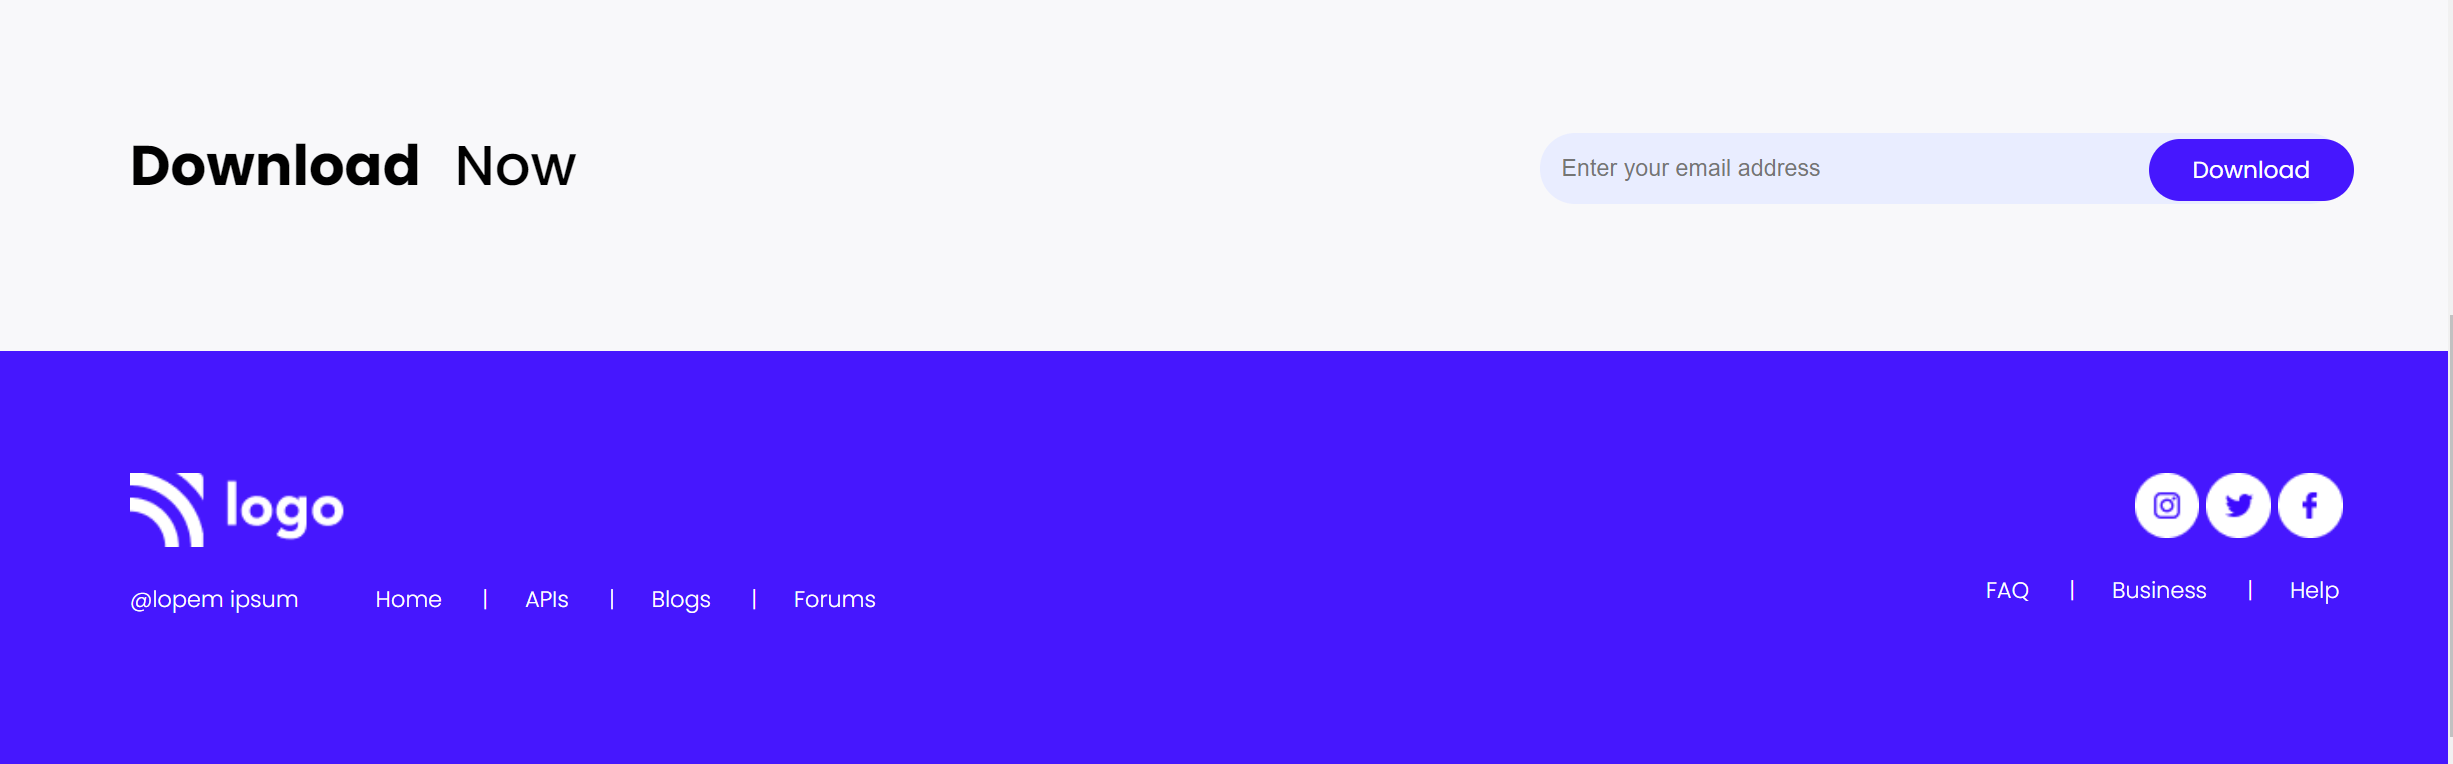 Download Now
Enter your email address
Download
logo
@lopem ipsum Home | APIs | Blogs | Forums
FAQ | Business | Help